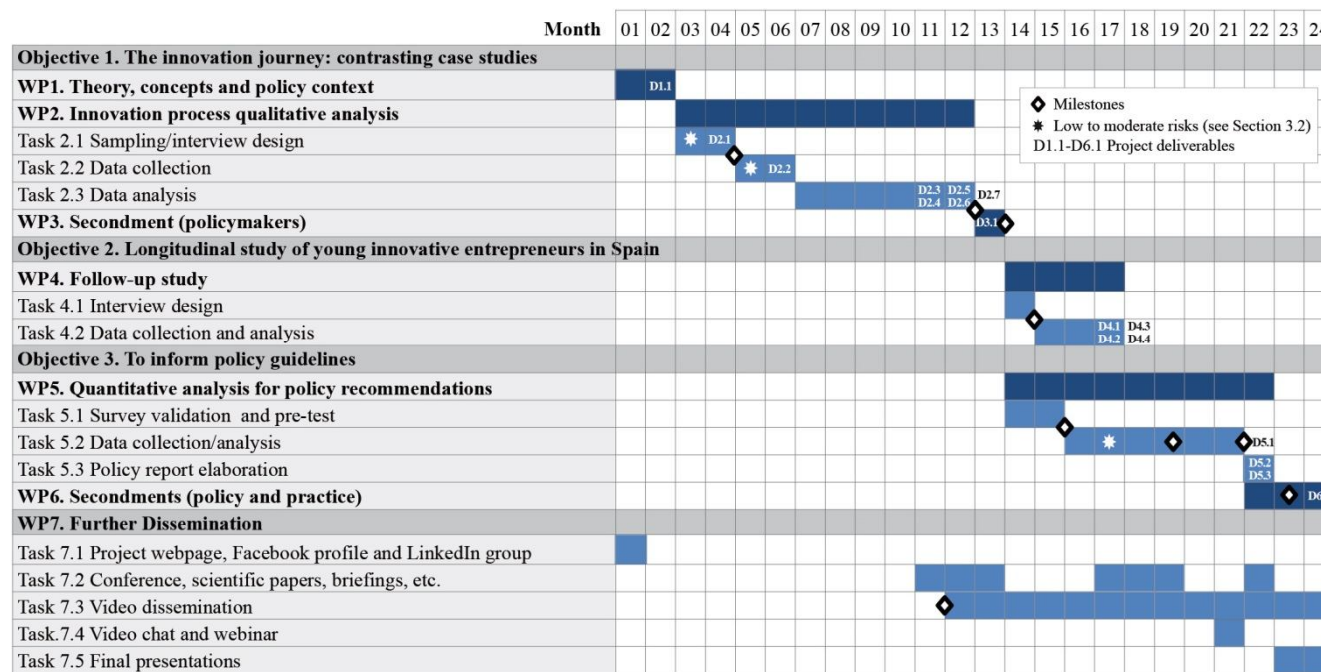 Month 01 02 03 04 05 06 07 08 09 10 11 12 13 14 15 16 17 18 19 20 21 22 23 24
Objective 1. The innovation journey: contrasting case studies
WP1. Theory, concepts and policy context D1.1
◇ Milestones
WP2. Innovation process qualitative analysis
✸ Low to moderate risks (see Section 3.2)
Task 2.1 Sampling/interview design D2.1
D1.1-D6.1 Project deliverables
Task 2.2 Data collection D2.2
Task 2.3 Data analysis D2.3 D2.5 D2.7
D2.4 D2.6
WP3. Secondment (policymakers) D3.1
Objective 2. Longitudinal study of young innovative entrepreneurs in Spain
WP4. Follow-up study
Task 4.1 Interview design
Task 4.2 Data collection and analysis D4.1 D4.3
D4.2 D4.4
Objective 3. To inform policy guidelines
WP5. Quantitative analysis for policy recommendations
Task 5.1 Survey validation and pre-test
Task 5.2 Data collection/analysis D5.1
Task 5.3 Policy report elaboration D5.2
D5.3
WP6. Secondments (policy and practice) D6
WP7. Further Dissemination
Task 7.1 Project webpage, Facebook profile and LinkedIn group
Task 7.2 Conference, scientific papers, briefings, etc.
Task 7.3 Video dissemination
Task.7.4 Video chat and webinar
Task 7.5 Final presentations